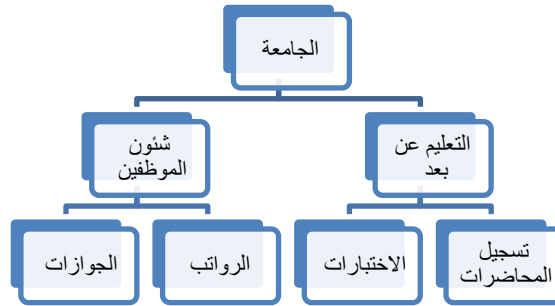 الجامعة
التعليم عن
بعد
شئون
الموظفين
تسجيل
المحاضرات
الاختبارات
الرواتب
الجوازات